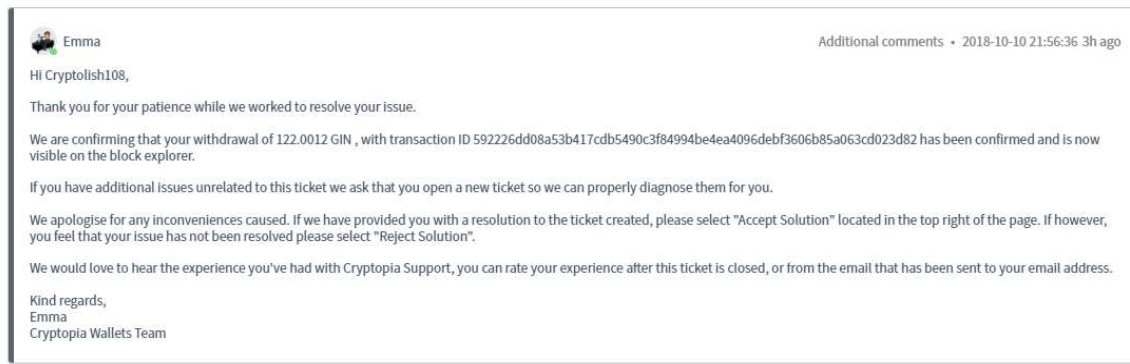 Emma
Additional comments • 2018-10-10 21:56:36 3h ago
Hi Cryptolish108,
Thank you for your patience while we worked to resolve your issue.
We are confirming that your withdrawal of 122.0012 GIN , with transaction ID 592226dd08a53b417cdb5490c3f84994be4ea4096debf3606b85a063cd023d82 has been confirmed and is now
visible on the block explorer.
If you have additional issues unrelated to this ticket we ask that you open a new ticket so we can properly diagnose them for you.
We apologise for any inconveniences caused. If we have provided you with a resolution to the ticket created, please select "Accept Solution" located in the top right of the page. If however,
you feel that your issue has not been resolved please select "Reject Solution".
We would love to hear the experience you've had with Cryptopia Support, you can rate your experience after this ticket is closed, or from the email that has been sent to your email address.
Kind regards,
Emma
Cryptopia Wallets Team